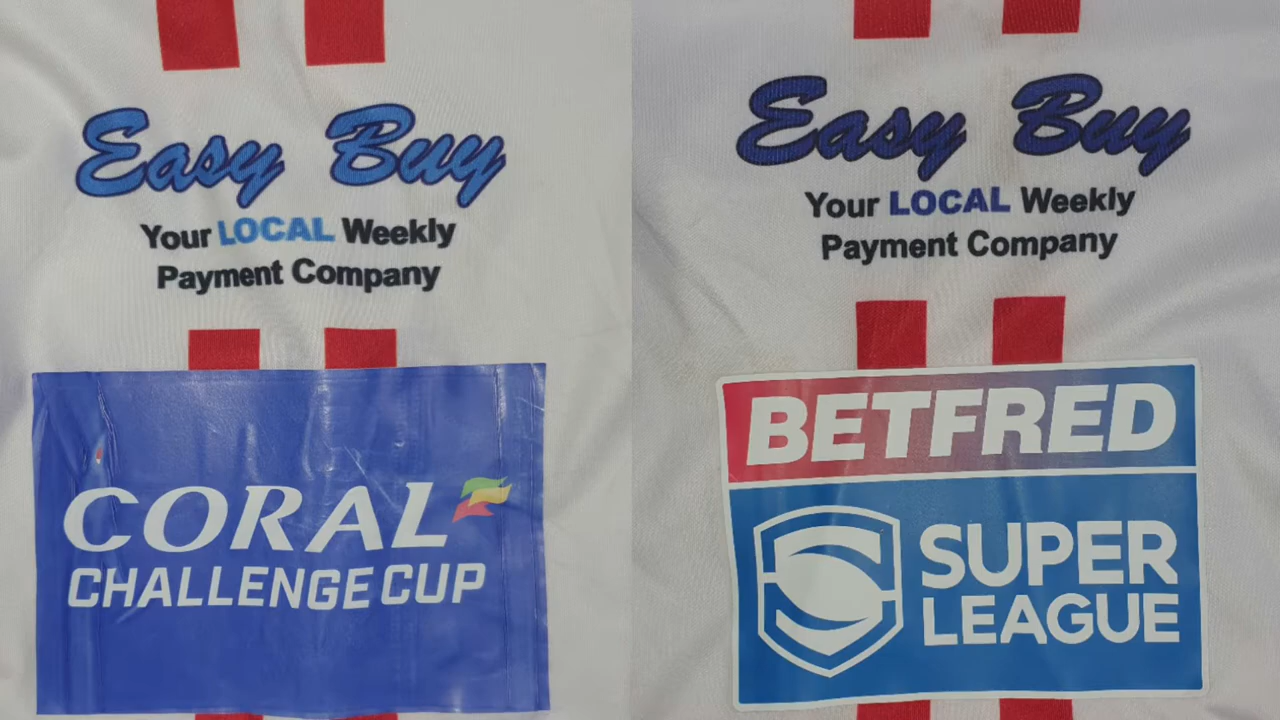 Easy Buy
Your LOCAL Weekly
Payment Company
CORAL
CHALLENGE CUP
Easy Buy
Your LOCAL Weekly
Payment Company
BETFRED
SUPER
LEAGUE